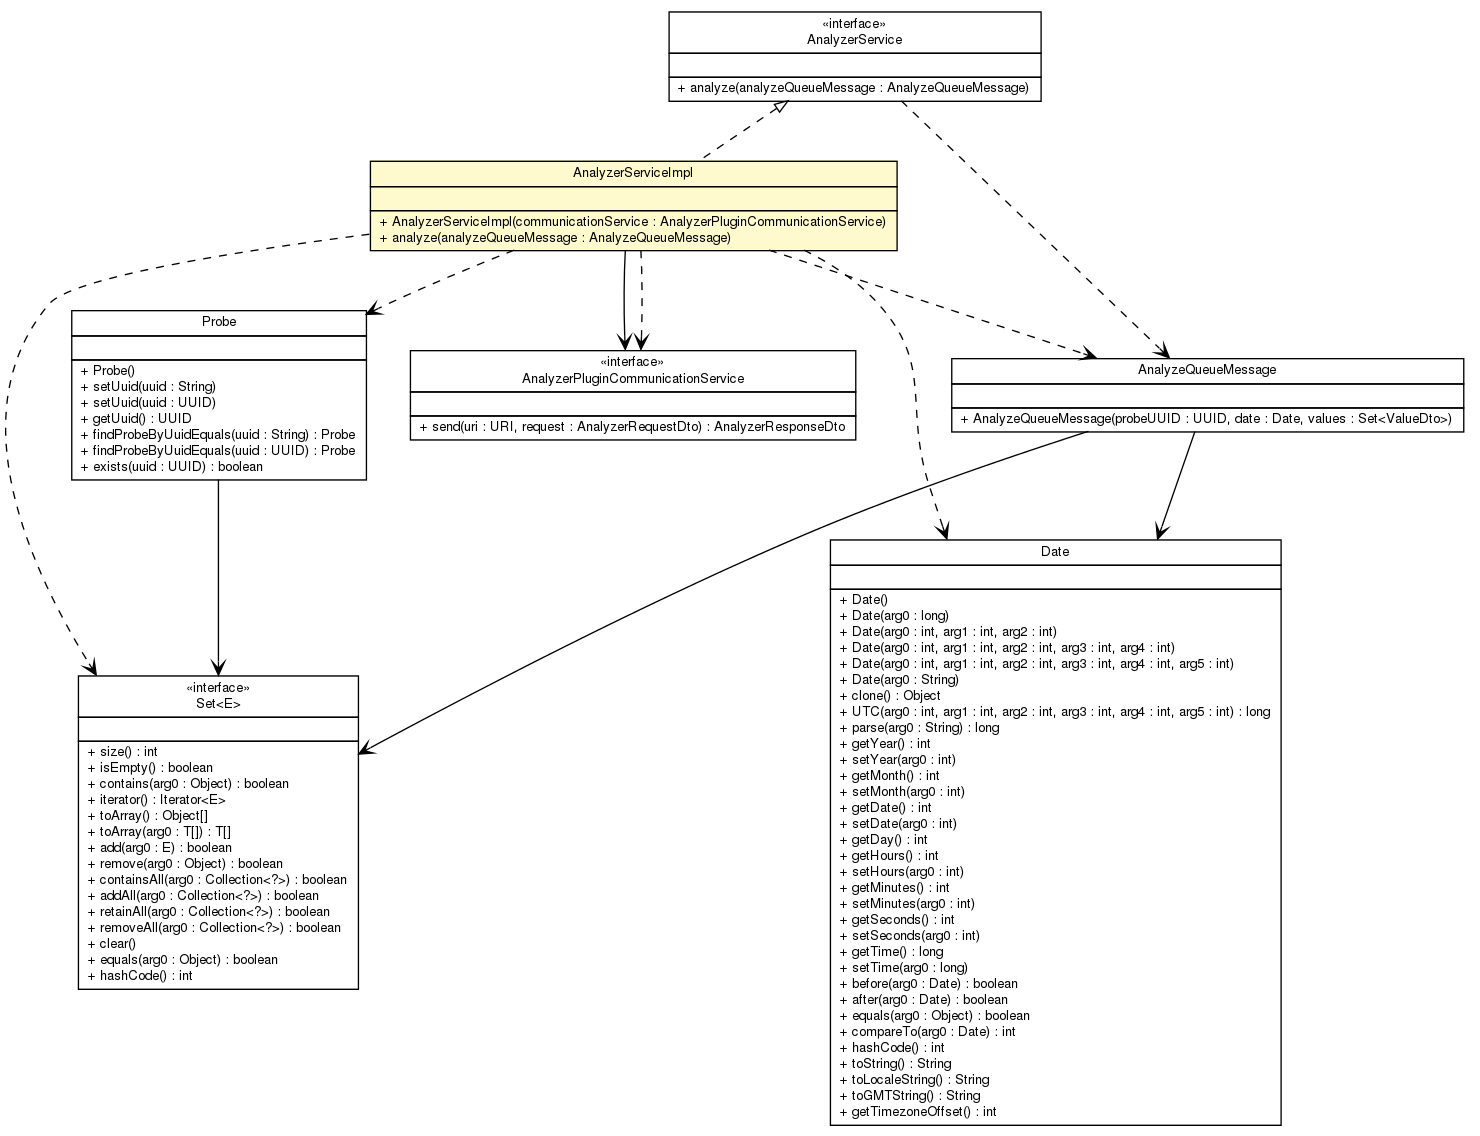 «interface»
AnalyzerService
+ analyze(analyzeQueueMessage : AnalyzeQueueMessage)
AnalyzerServiceImpl
+ AnalyzerServiceImpl(communicationService : AnalyzerPluginCommunicationService)
+ analyze(analyzeQueueMessage : AnalyzeQueueMessage)
Probe
+ Probe()
+ setUuid(uuid : String)
+ setUuid(uuid : UUID)
+ getUuid() : UUID
+ findProbeByUuidEquals(uuid : String) : Probe
+ findProbeByUuidEquals(uuid : UUID) : Probe
+ exists(uuid : UUID) : boolean
«interface»
AnalyzerPluginCommunicationService
+ send(uri : URI, request : AnalyzerRequestDto) : AnalyzerResponseDto
AnalyzeQueueMessage
+ AnalyzeQueueMessage(probeUUID : UUID, date : Date, values : Set<ValueDto>)
«interface»
Set<E>
+ size() : int
+ isEmpty() : boolean
+ contains(arg0 : Object) : boolean
+ iterator() : Iterator<E>
+ toArray() : Object[]
+ toArray(arg0 : T[]) : T[]
+ add(arg0 : E) : boolean
+ remove(arg0 : Object) : boolean
+ containsAll(arg0 : Collection<?>) : boolean
+ addAll(arg0 : Collection<?>) : boolean
+ retainAll(arg0 : Collection<?>) : boolean
+ removeAll(arg0 : Collection<?>) : boolean
+ clear()
+ equals(arg0 : Object) : boolean
+ hashCode() : int
Date
+ Date()
+ Date(arg0 : long)
+ Date(arg0 : int, arg1 : int, arg2 : int)
+ Date(arg0 : int, arg1 : int, arg2 : int, arg3 : int, arg4 : int)
+ Date(arg0 : int, arg1 : int, arg2 : int, arg3 : int, arg4 : int, arg5 : int)
+ Date(arg0 : String)
+ clone() : Object
+ UTC(arg0 : int, arg1 : int, arg2 : int, arg3 : int, arg4 : int, arg5 : int) : long
+ parse(arg0 : String) : long
+ getYear() : int
+ setYear(arg0 : int)
+ getMonth() : int
+ setMonth(arg0 : int)
+ getDate() : int
+ setDate(arg0 : int)
+ getDay() : int
+ getHours() : int
+ setHours(arg0 : int)
+ getMinutes() : int
+ setMinutes(arg0 : int)
+ getSeconds() : int
+ setSeconds(arg0 : int)
+ getTime() : long
+ setTime(arg0 : long)
+ before(arg0 : Date) : boolean
+ after(arg0 : Date) : boolean
+ equals(arg0 : Object) : boolean
+ compareTo(arg0 : Date) : int
+ hashCode() : int
+ toString() : String
+ toLocaleString() : String
+ toGMTString() : String
+ getTimezoneOffset() : int